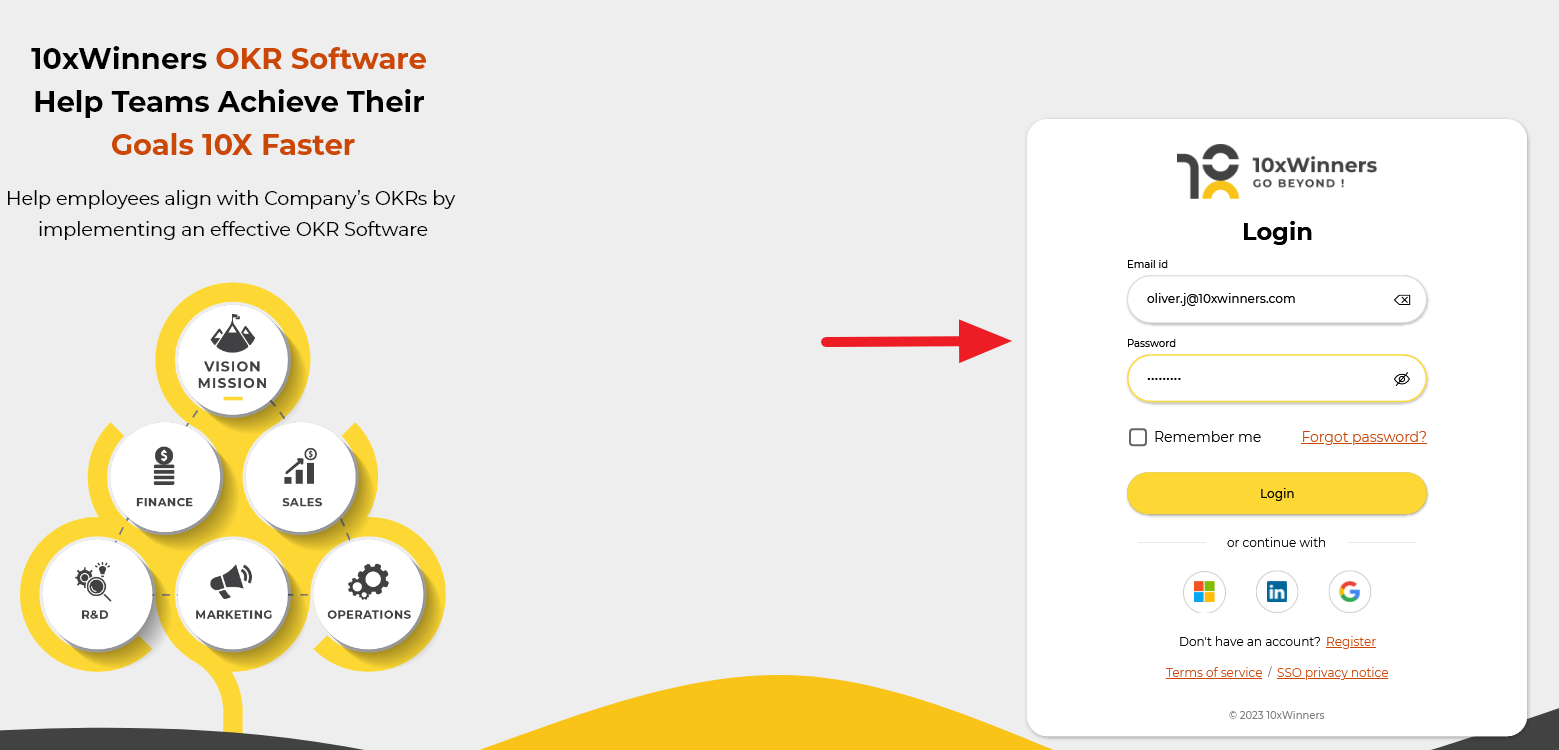 10xWinners OKR Software
Help Teams Achieve Their
Goals 10X Faster
Help employees align with Company’s OKRs by
implementing an effective OKR Software
VISION
MISSION
FINANCE
SALES
R&D
MARKETING
OPERATIONS
10xWinners
GO BEYOND !
Login
Email id
oliver.j@10xwinners.com
Password
•••••••••
Remember me Forgot password?
Login
or continue with
Don't have an account? Register
Terms of service / SSO privacy notice
© 2023 10xWinners